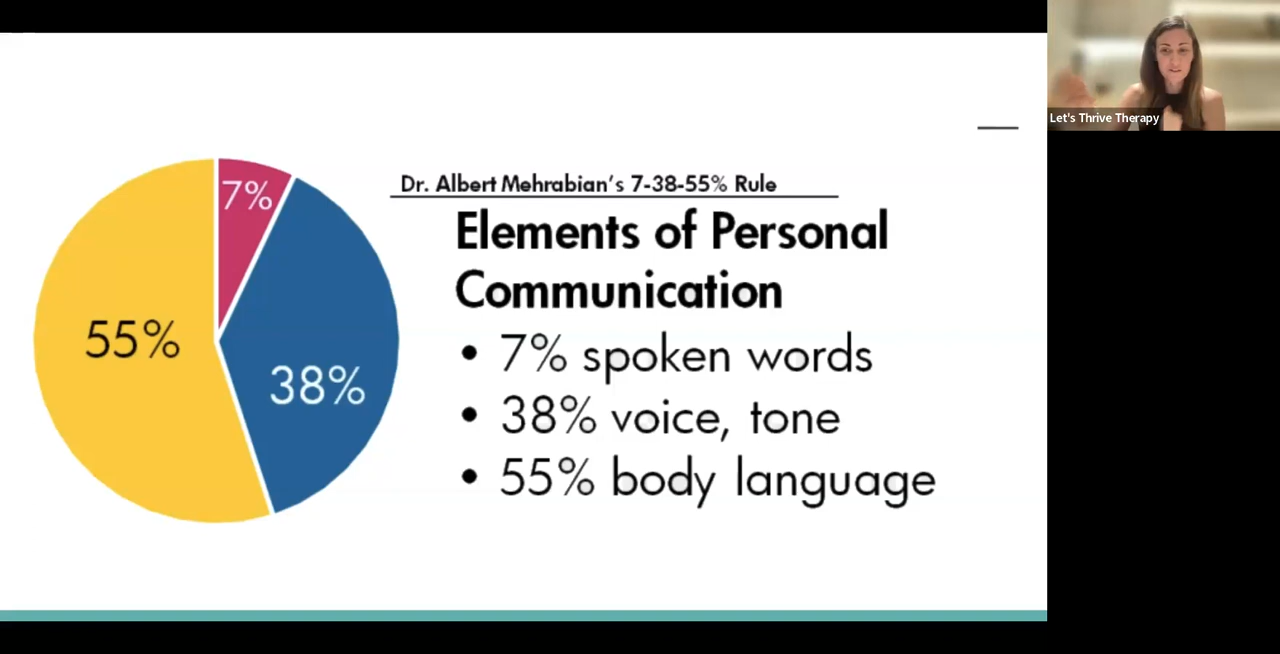 Let's Thrive Therapy
Dr. Albert Mehrabian's 7-38-55% Rule
Elements of Personal
Communication
• 7% spoken words
• 38% voice, tone
• 55% body language
7%
38%
55%